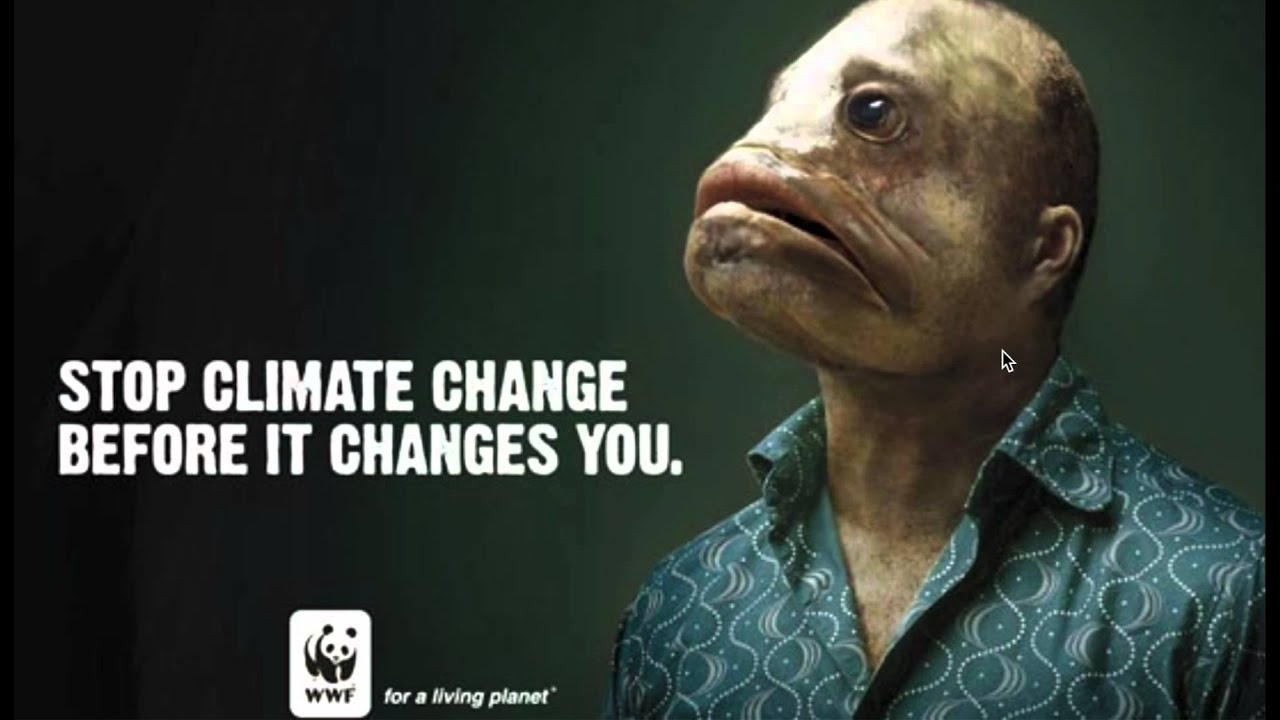 STOP CLIMATE CHANGE
BEFORE IT CHANGES YOU.
WWF
for a living planet®